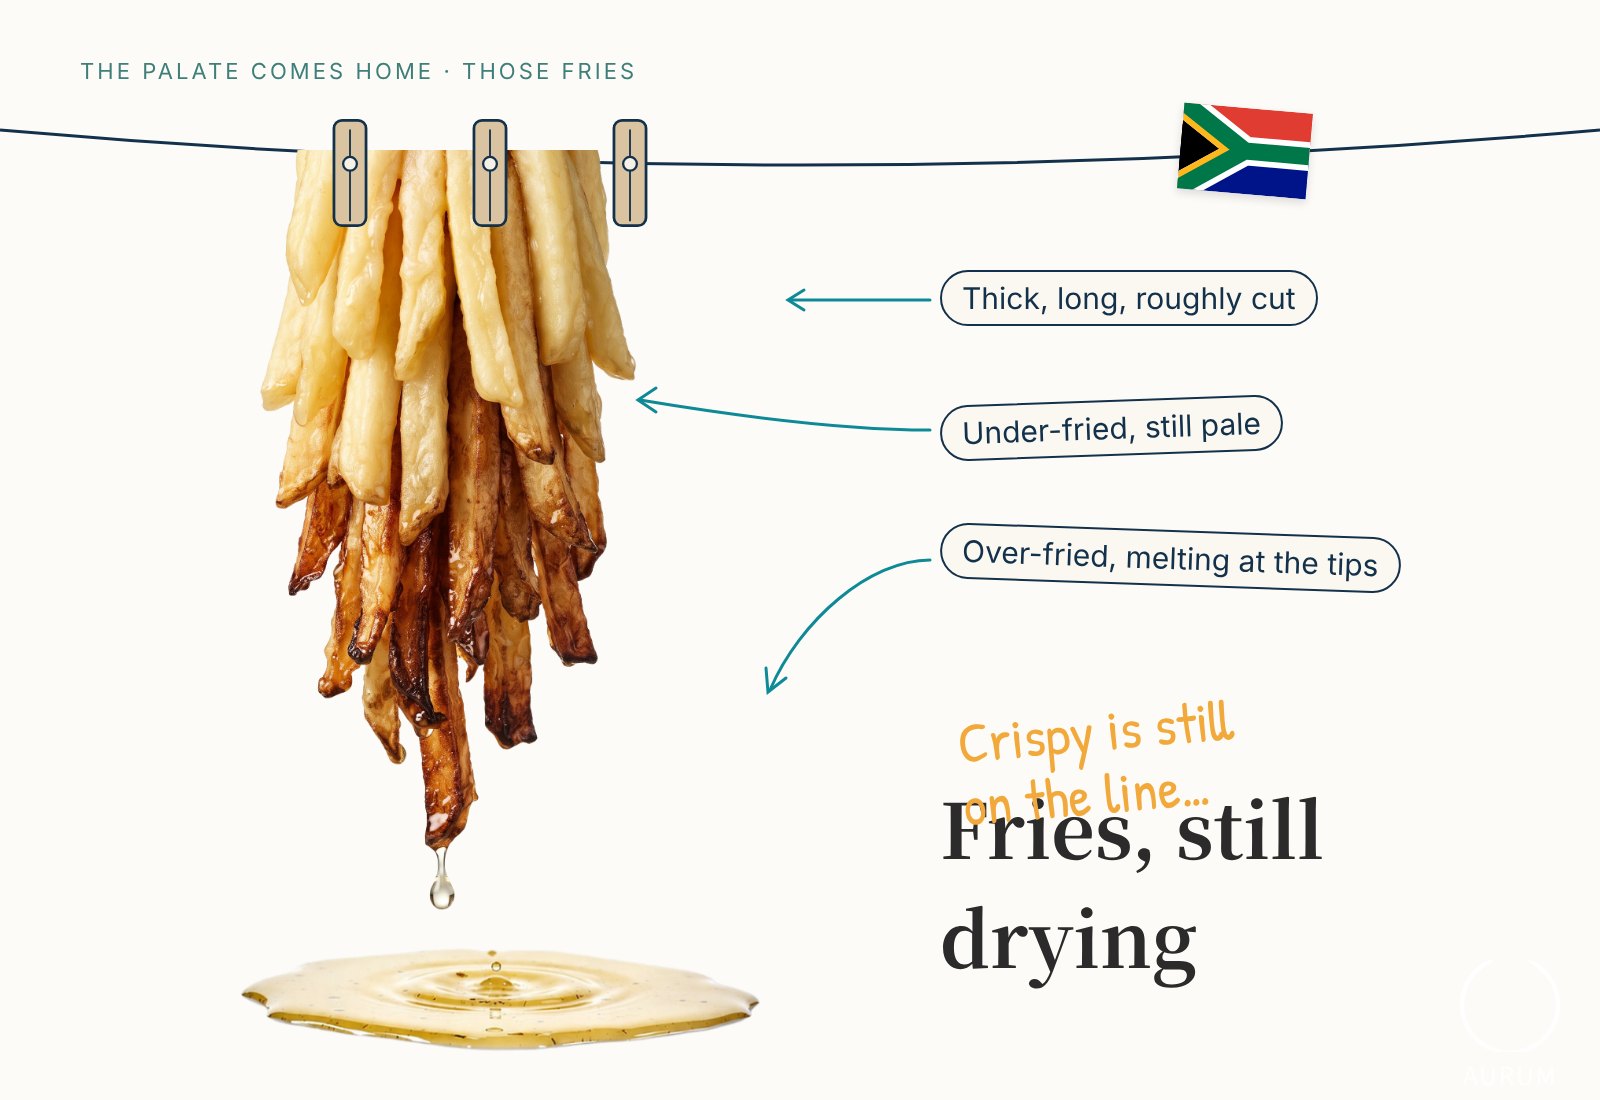 THE PALATE COMES HOME · THOSE FRIES
Thick, long, roughly cut
Under-fried, still pale
Over-fried, melting at the tips
Crispy is still
on the line...
Fries, still
drying
AURUM